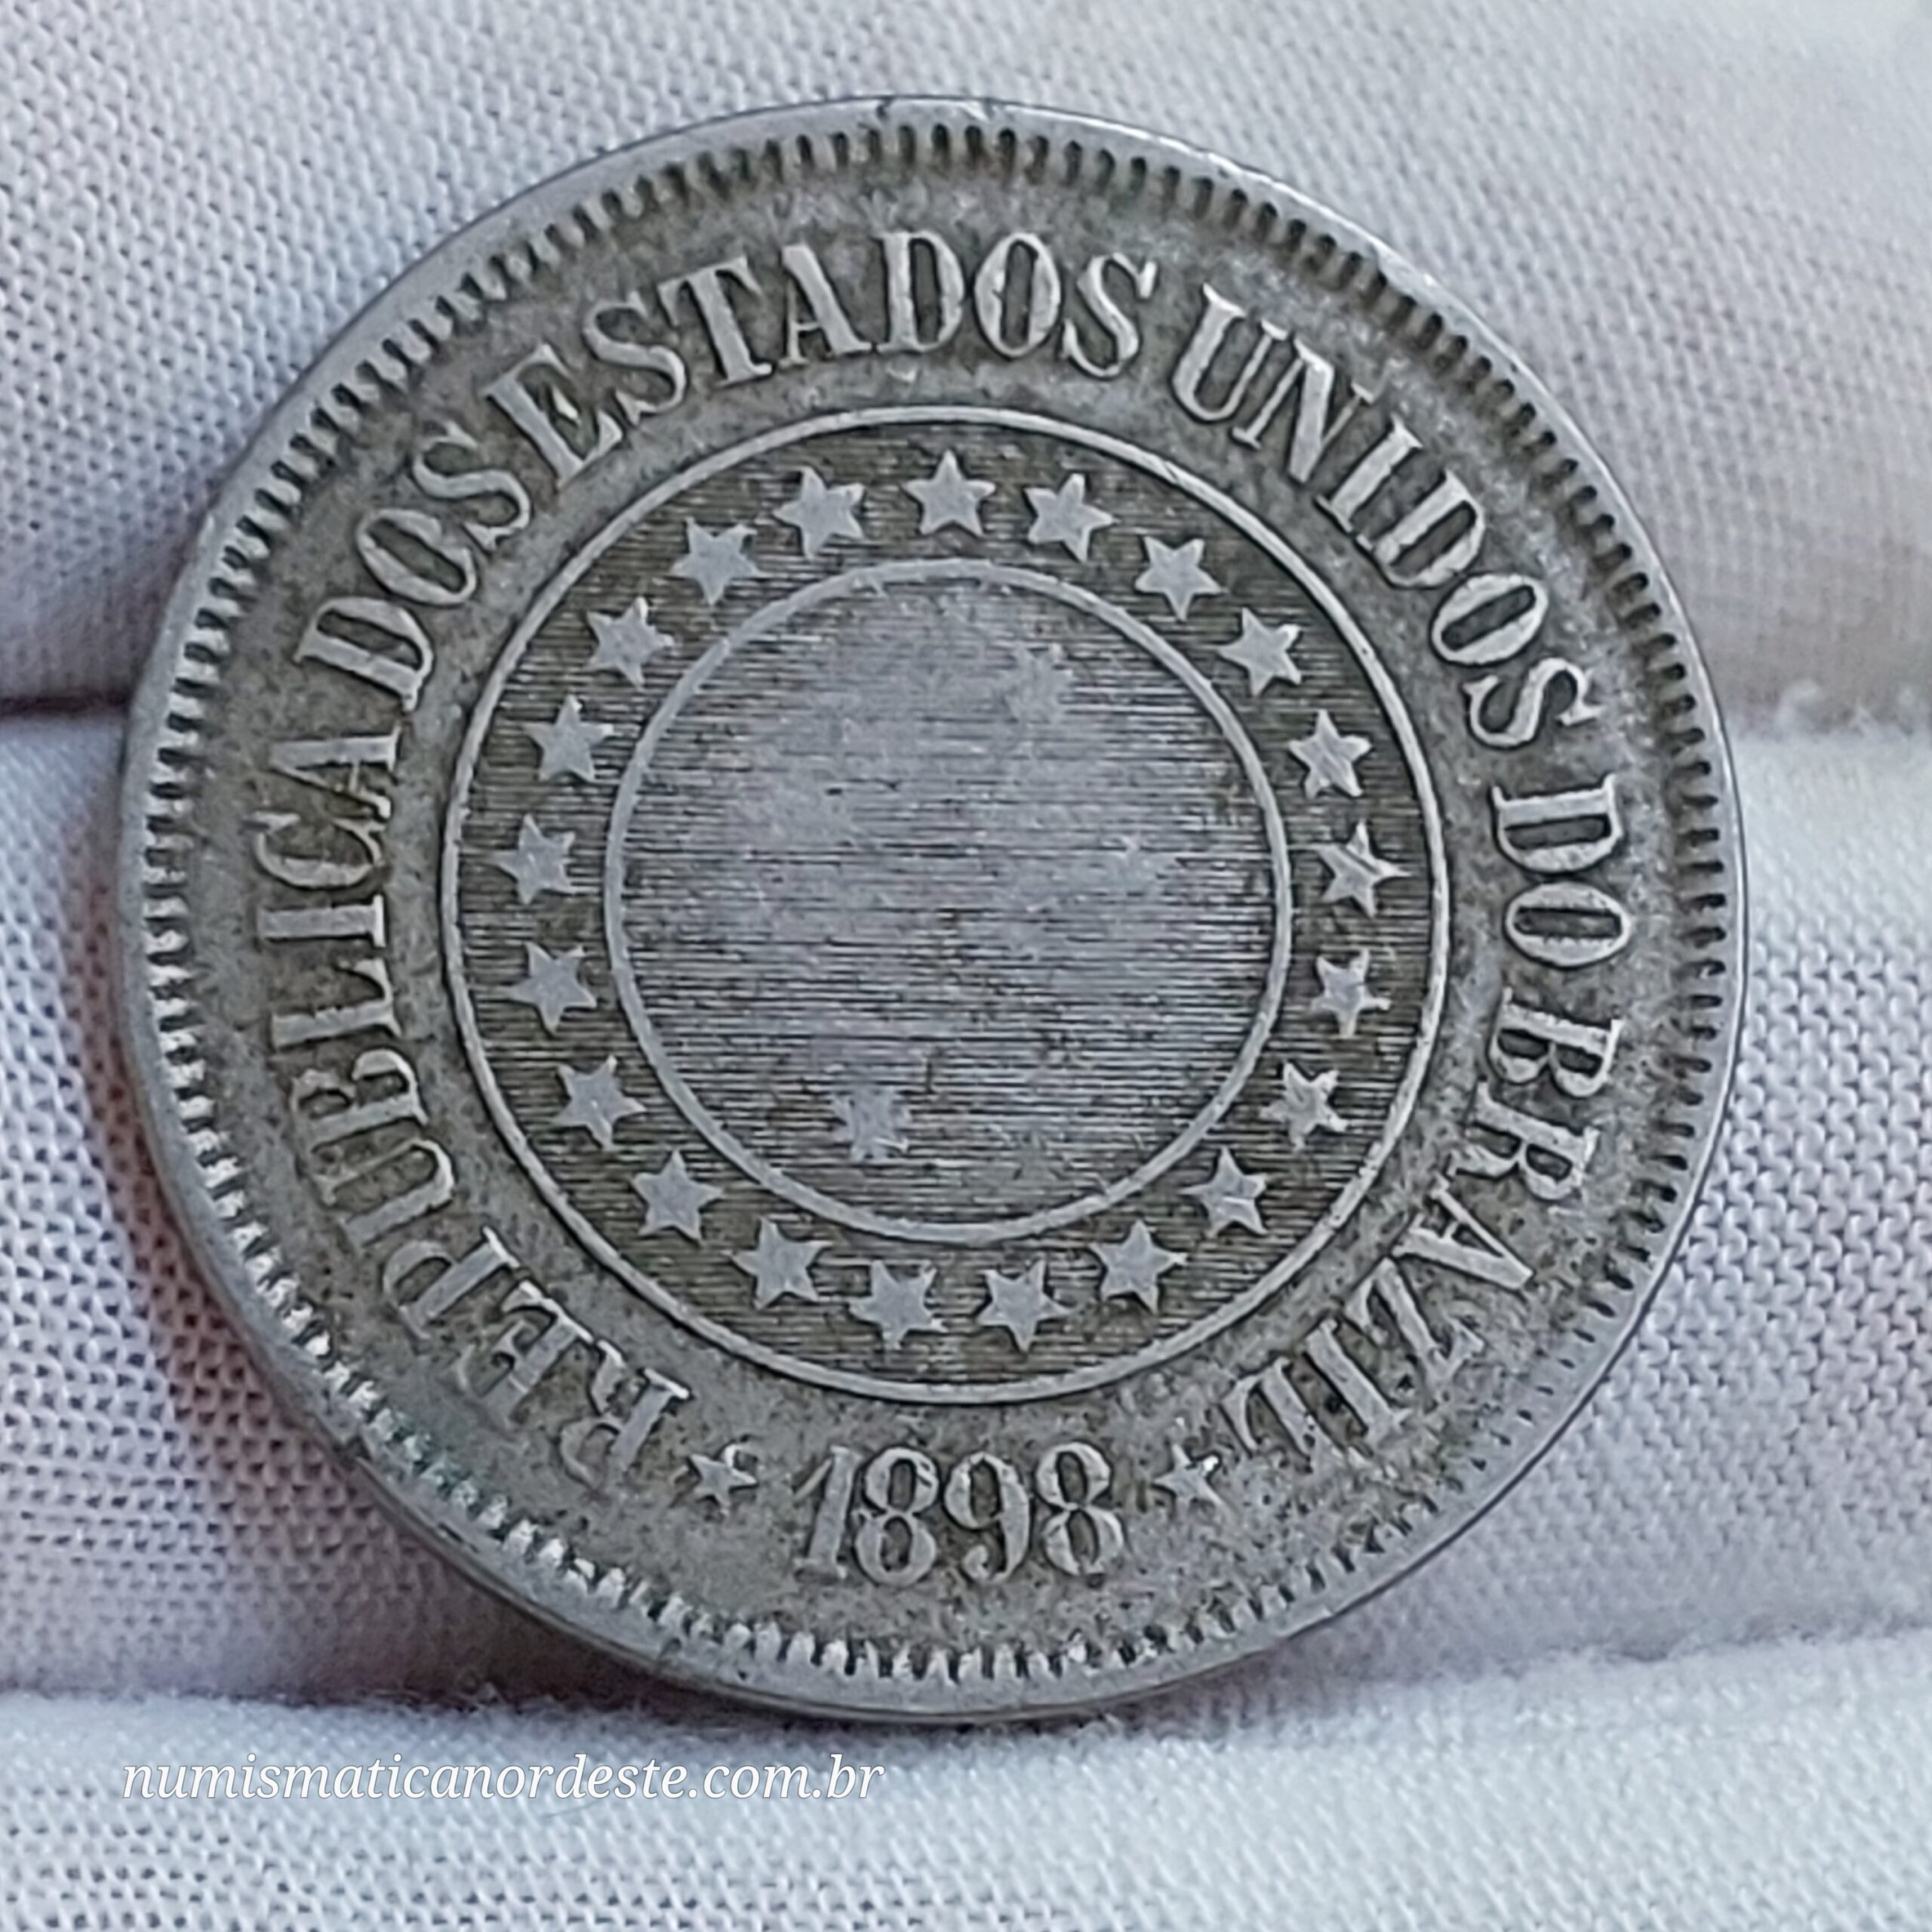 REPUBLICA DOS ESTADOS UNIDOS DO BRAZIL
1898
numismaticanordeste.com.br